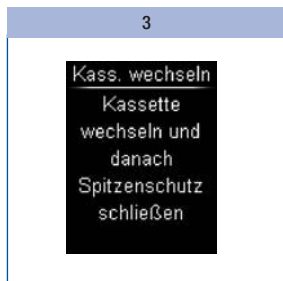 3
Kass. wechseln
Kassette
wechseln und
danach
Spitzenschutz
schließen